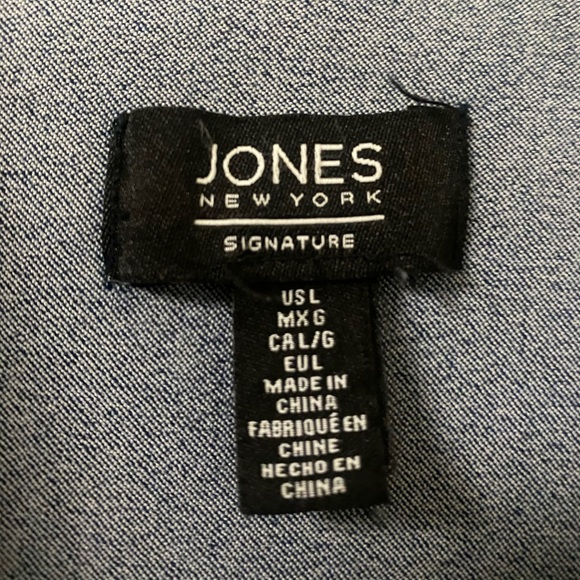 JONES
NEW YORK
SIGNATURE
US L
MX G
CA L/G
EU L
MADE IN
CHINA
FABRIQUÉ EN
CHINE
HECHO EN
CHINA